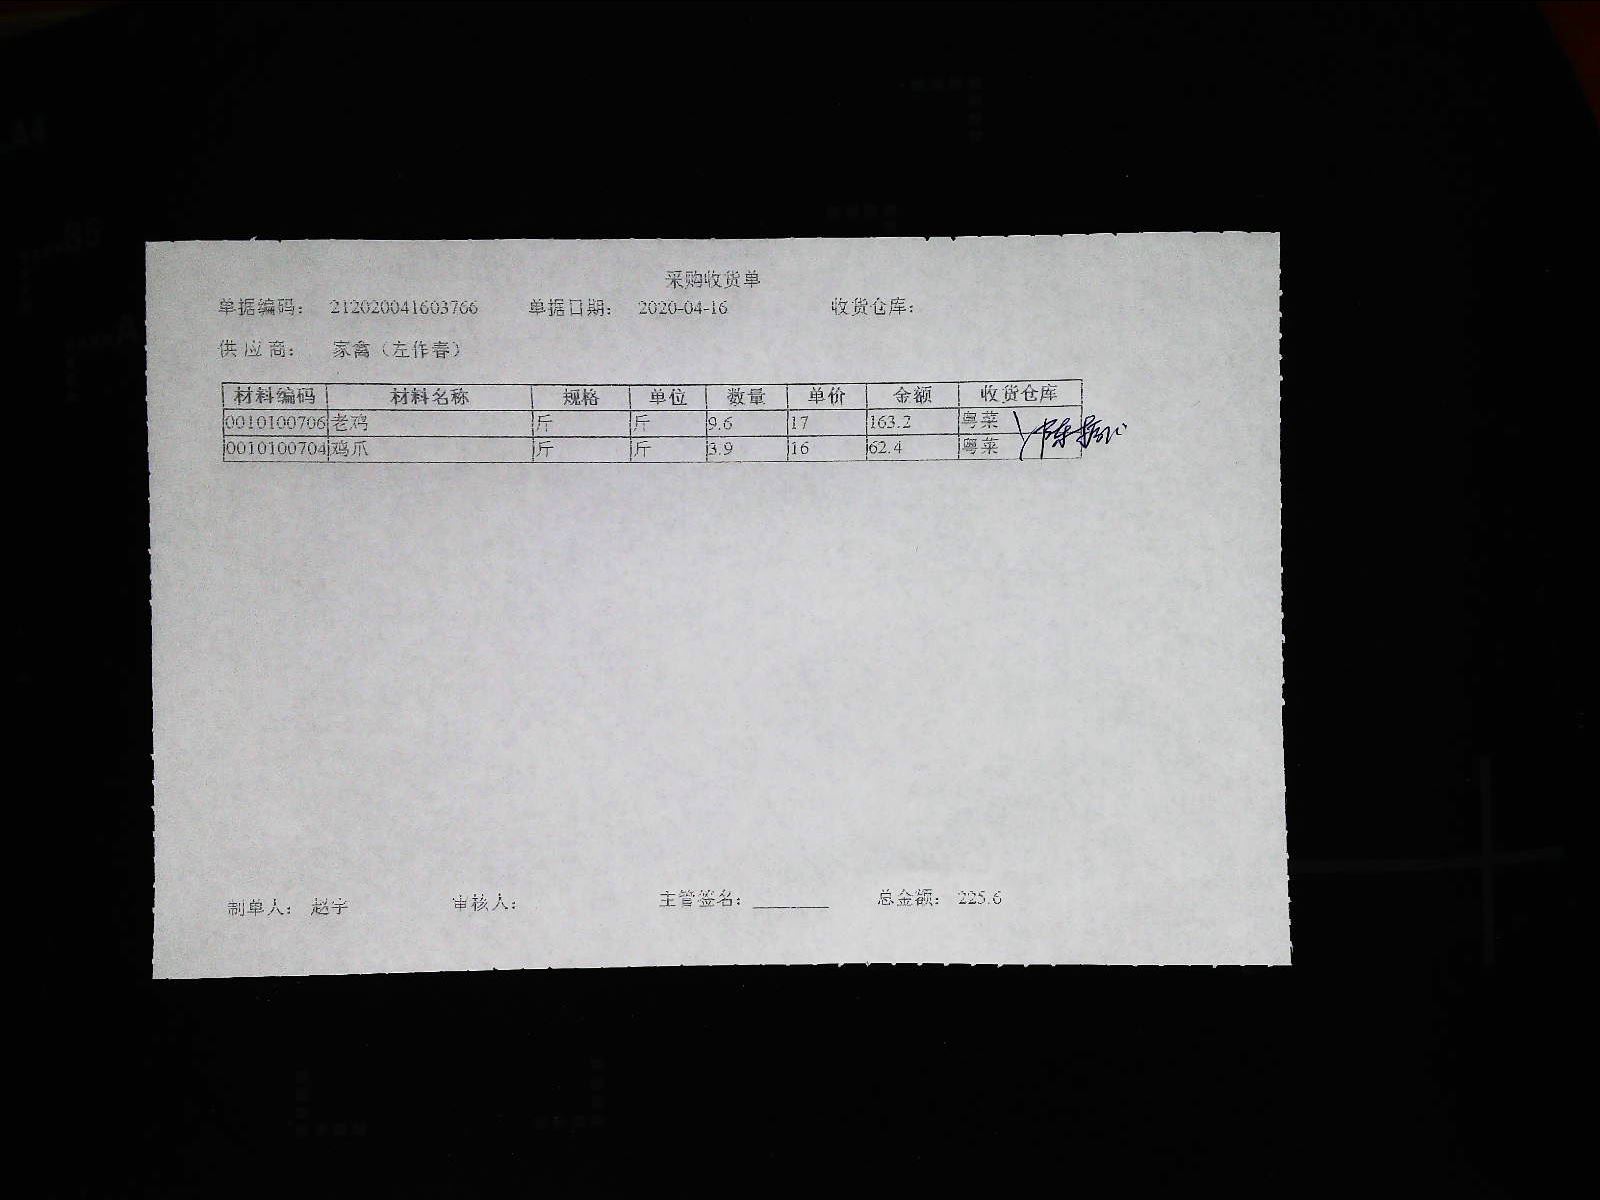 采购收货单
单据编码： 212020041603766 单据日期： 2020-04-16 收货仓库：
供应商： 家禽（左作春）
材料编码 材料名称 规格 单位 数量 单价 金额 收货仓库
0010100706 老鸡 斤 斤 9.6 17 163.2 粤菜
0010100704 鸡爪 斤 斤 3.9 16 62.4 粤菜
制单人： 赵宇 审核人： 主管签名：________ 总金额： 225.6